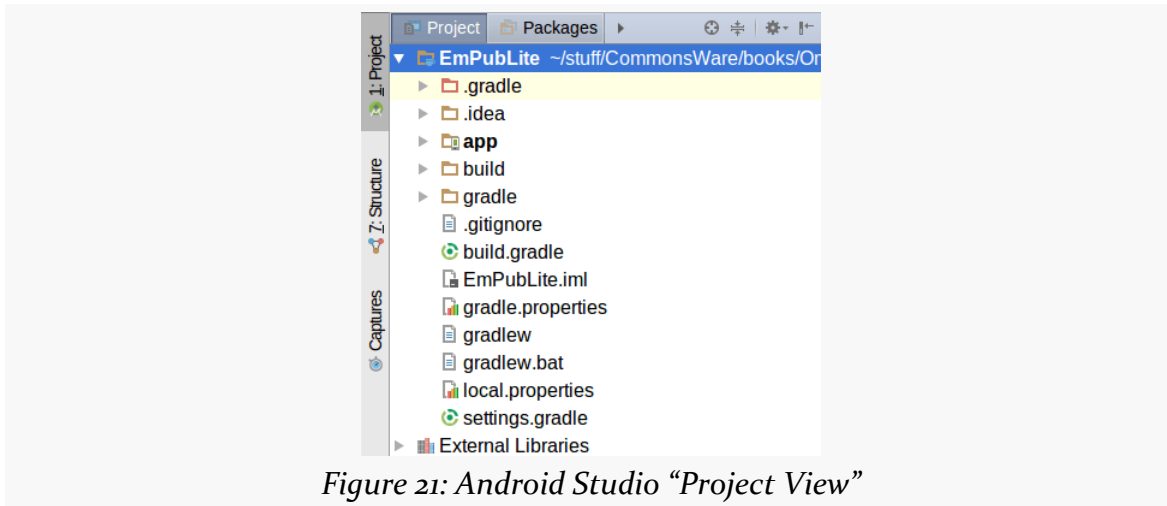 Project Packages
EmPubLite ~/stuff/CommonsWare/books/Or
.gradle
.idea
app
build
gradle
.gitignore
build.gradle
EmPubLite.iml
gradle.properties
gradlew
gradlew.bat
local.properties
settings.gradle
External Libraries
1: Project
7: Structure
Captures
Figure 21: Android Studio “Project View”